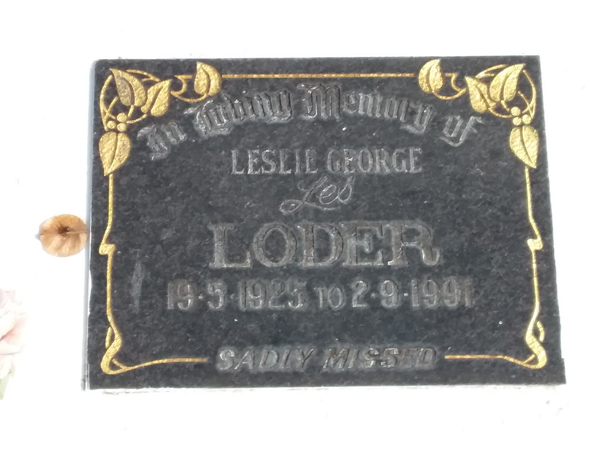 In Loving Memory of
LESLIE GEORGE
Les
LODER
19·5·1925 TO 2·9·1991
SADLY MISSED